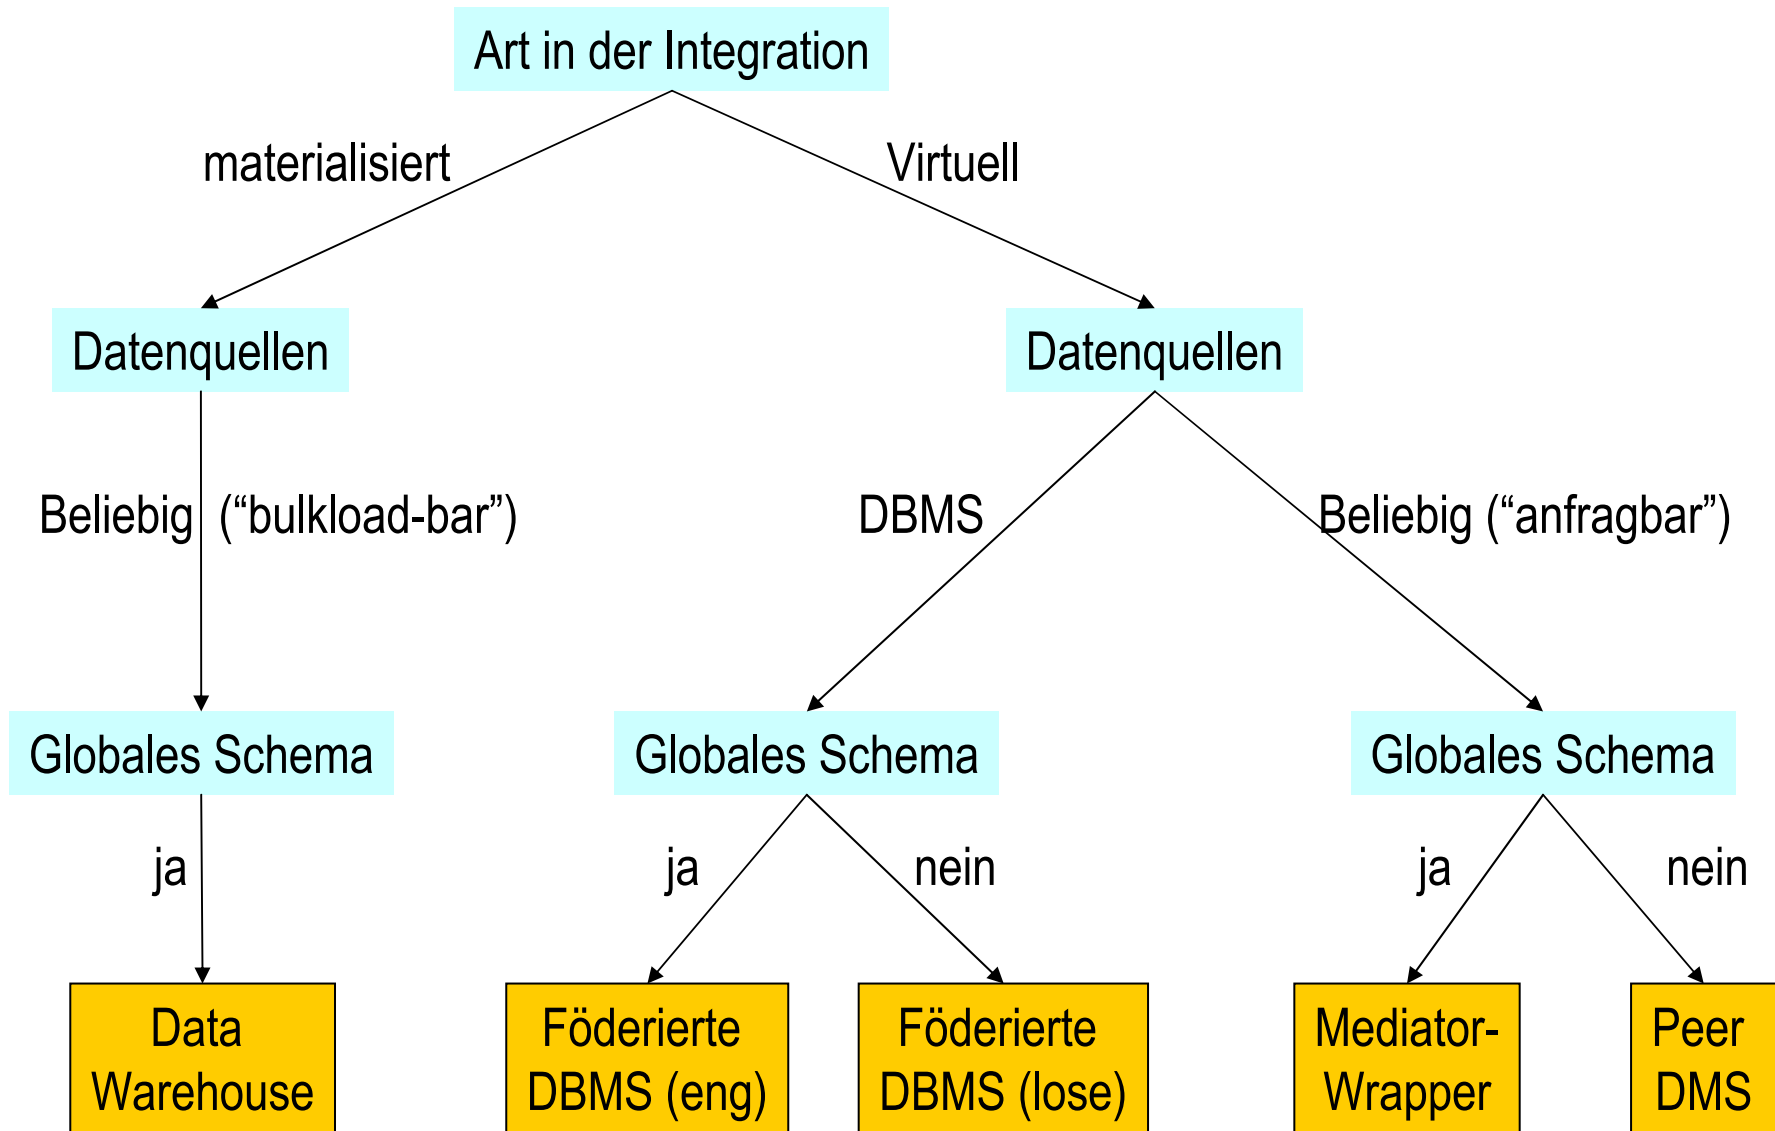 Art in der Integration
materialisiert
Virtuell
Datenquellen
Datenquellen
Beliebig (“bulkload-bar”)
DBMS
Beliebig (“anfragbar”)
Globales Schema
Globales Schema
Globales Schema
ja
ja
nein
ja
nein
Data
Warehouse
Föderierte
DBMS (eng)
Föderierte
DBMS (lose)
Mediator-
Wrapper
Peer
DMS